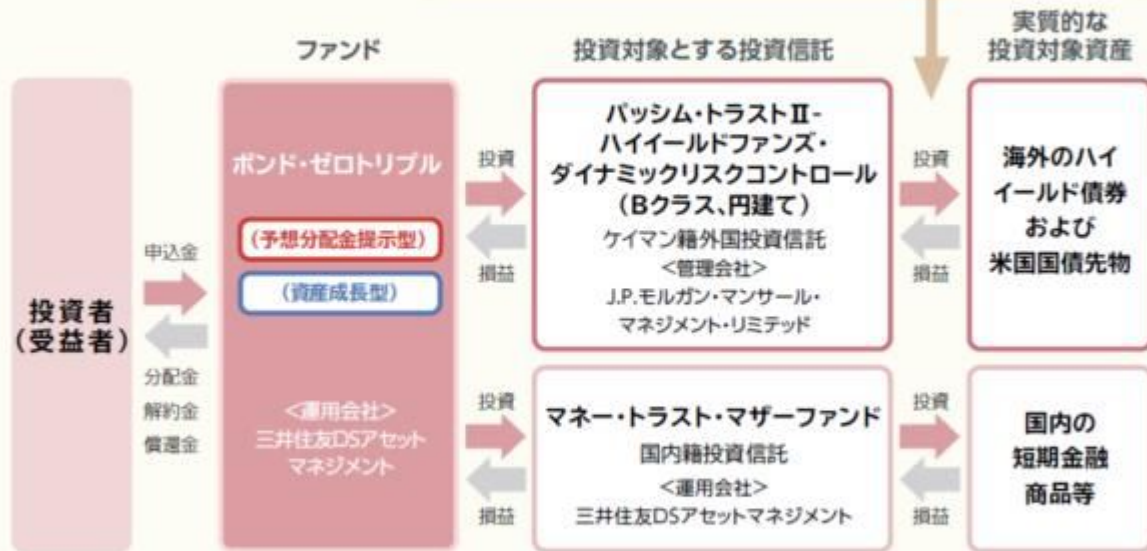 ファンド
投資対象とする投資信託
実質的な
投資対象資産
投資者
(受益者)
申込金
分配金
解約金
償還金
ボンド・ゼロトリプル
(予想分配金提示型)
(資産成長型)
<運用会社>
三井住友DSアセット
マネジメント
投資
損益
パッシム・トラストⅡ-
ハイイールドファンズ・
ダイナミックリスクコントロール
(Bクラス、円建て)
ケイマン籍外国投資信託
<管理会社>
J.P.モルガン・マンサール・
マネジメント・リミテッド
投資
損益
海外のハイ
イールド債券
および
米国国債先物
投資
損益
マネー・トラスト・マザーファンド
国内籍投資信託
<運用会社>
三井住友DSアセットマネジメント
投資
損益
国内の
短期金融
商品等